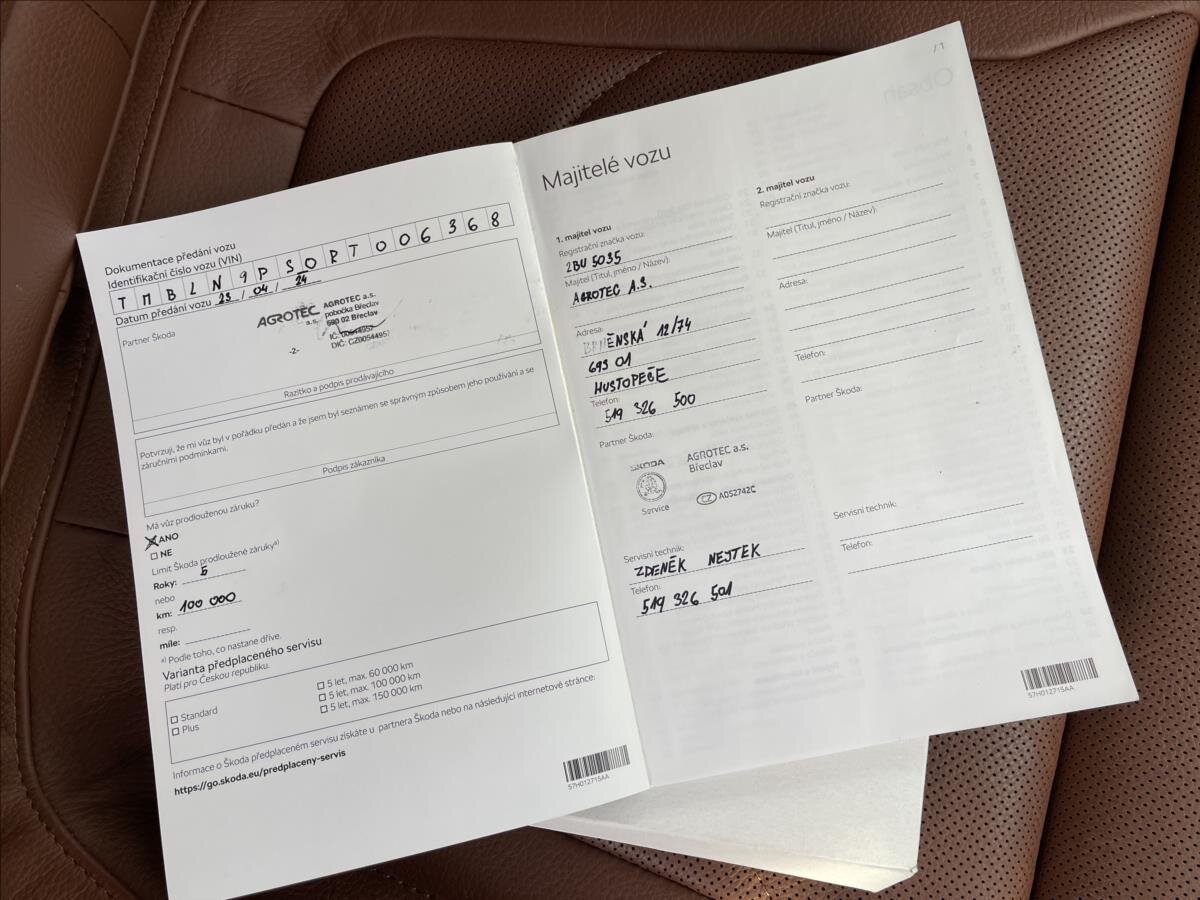 Dokumentace předání vozu
Identifikační číslo vozu (VIN)
TMBLN9PS0RT006368
Datum předání vozu 23 / 04 / 24
Partner Škoda
AGROTEC a.s.
AGROTEC a.s.
pobočka Břeclav
690 02 Břeclav
IČ: 00544957
DIČ: CZ00544957
-2-
Razítko a podpis prodávajícího
Potvrzuji, že mi vůz byl v pořádku předán a že jsem byl seznámen se správným způsobem jeho používání a se
záručními podmínkami.
Podpis zákazníka
Má vůz prodlouženou záruku?
ANO
NE
Limit Škoda prodloužené záruky a)
Roky: 5
nebo
km: 100 000
resp.
míle:
a) Podle toho, co nastane dříve.
Varianta předplaceného servisu
Platí pro Českou republiku.
Standard
Plus
5 let, max. 60 000 km
5 let, max. 100 000 km
5 let, max. 150 000 km
Informace o Škoda předplaceném servisu získáte u partnera Škoda nebo na následující internetové stránce:
https://go.skoda.eu/predplaceny-servis
57H012715AA
Majitelé vozu
1. majitel vozu
Registrační značka vozu:
2BU 5035
Majitel (Titul, jméno / Název):
AGROTEC A.S.
Adresa:
BRNĚNSKÁ 12/74
693 01
HUSTOPEČE
Telefon:
519 326 500
Partner Škoda:
ŠKODA
Service
AGROTEC a.s.
Břeclav
CZ A052742C
Servisní technik:
ZDENĚK NEJTEK
Telefon:
519 326 501
2. majitel vozu
Registrační značka vozu:
Majitel (Titul, jméno / Název):
Adresa:
Telefon:
Partner Škoda:
Servisní technik:
Telefon:
57H012715AA